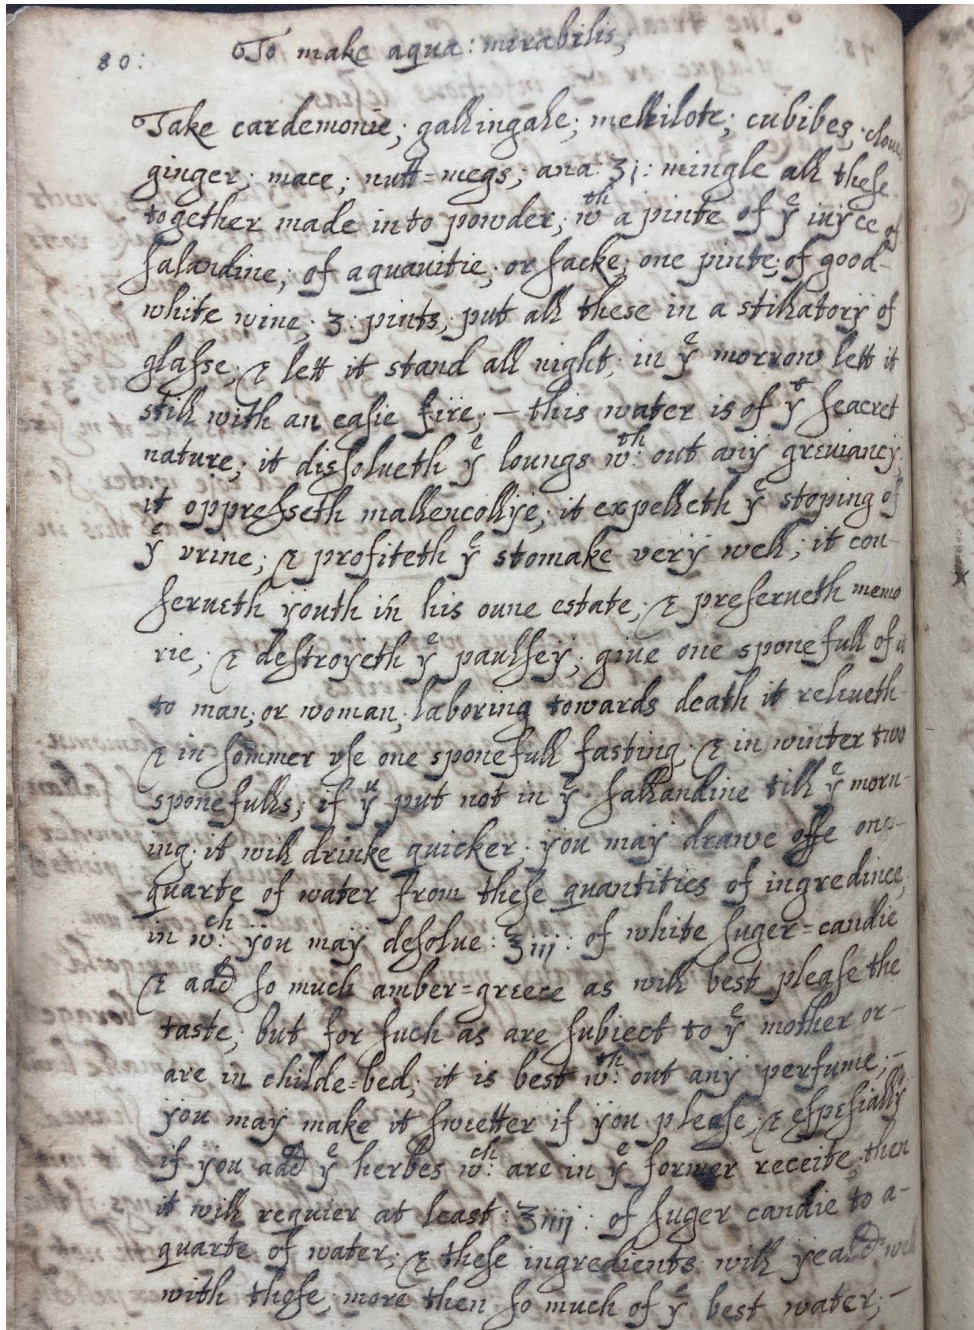 80:
To make aqua: mirabilis,
Take cardemonie; gallingale; mellilote; cubibes; clove
ginger; mace; nutt=megs; ana: ʒi: mingle all these
together made into powder; wth a pinte of ye iuyce of
salandine; of aquauitie; or sacke; one pinte; of good-
white wine; 3: pints; put all these in a stillatory of
glasse; & lett it stand all night; in ye morrow lett it
still with an easie fire; – this water is of yt seacret
nature; it dissolueth ye loungs wth: out any greuiancy;
it oppresseth mallencollye; it expelleth ye stoping of
ye vrine; & profiteth ye stomake very well; it con-
serueth youth in his oune estate; & preserueth memo
rie; & destroyeth ye paulsey; giue one sponefull of it
to man; or woman; laboring towards death it releueth-
& in sommer vse one sponefull fasting; & in winter two
sponefulls; if yu put not in ye sallandine till ye morn-
ing: it will drinke quicker; you may drawe offe one-
quarte of water from these quantities of ingredince;
in wch: you may desolue: ℥iij: of white suger=candie
& add so much amber=greece as will best please the
taste; but for such as are subiect to ye mother or-
are in childe=bed; it is best wth: out any perfume; –
you may make it swetter if you please; & espesially
if you add ye herbes wch: are in ye former receite; then
it will requier at least: ℥iiij: of suger candie to a-
quarte of water; & these ingredients will yeald well
with those; more then so much of ye best water; –